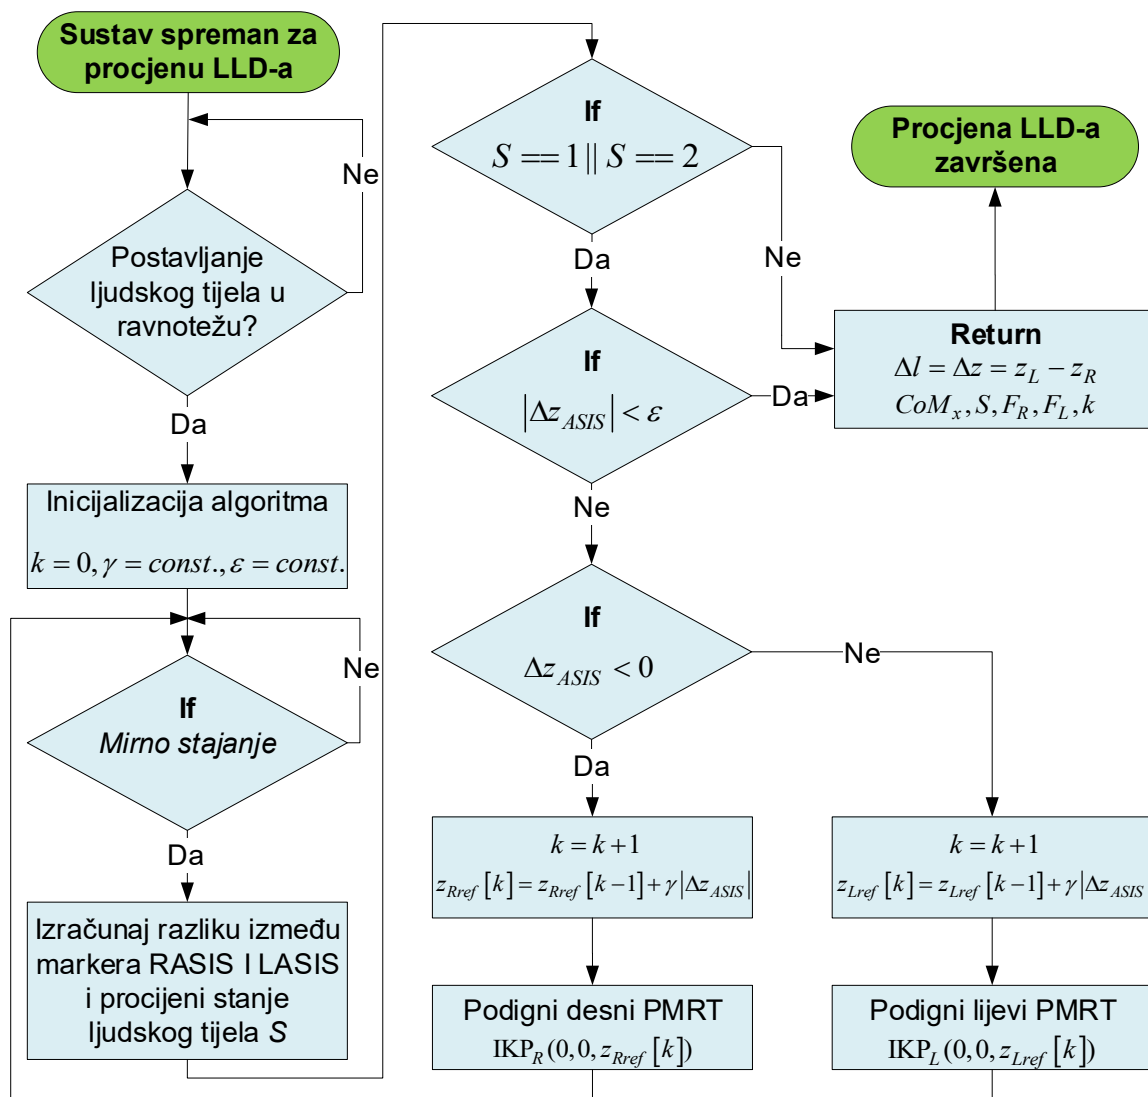 Sustav spreman za
procjenu LLD-a
Ne
Postavljanje
ljudskog tijela u
ravnotežu?
Da
Inicijalizacija algoritma
k = 0, γ = const., ε = const.
Ne
If
Mirno stajanje
Da
Izračunaj razliku između
markera RASIS I LASIS
i procijeni stanje
ljudskog tijela S
If
S == 1 || S == 2
Da
Ne
If
|Δz_ASIS| < ε
Da
Ne
Procjena LLD-a
završena
Return
Δl = Δz = z_L − z_R
CoM_x, S, F_R, F_L, k
If
Δz_ASIS < 0
Ne
Da
k = k+1
z_Rref [k] = z_Rref [k−1] + γ|Δz_ASIS|
Podigni desni PMRT
IKP_R (0,0, z_Rref [k])
k = k+1
z_Lref [k] = z_Lref [k−1] + γ|Δz_ASIS
Podigni lijevi PMRT
IKP_L (0,0, z_Lref [k])